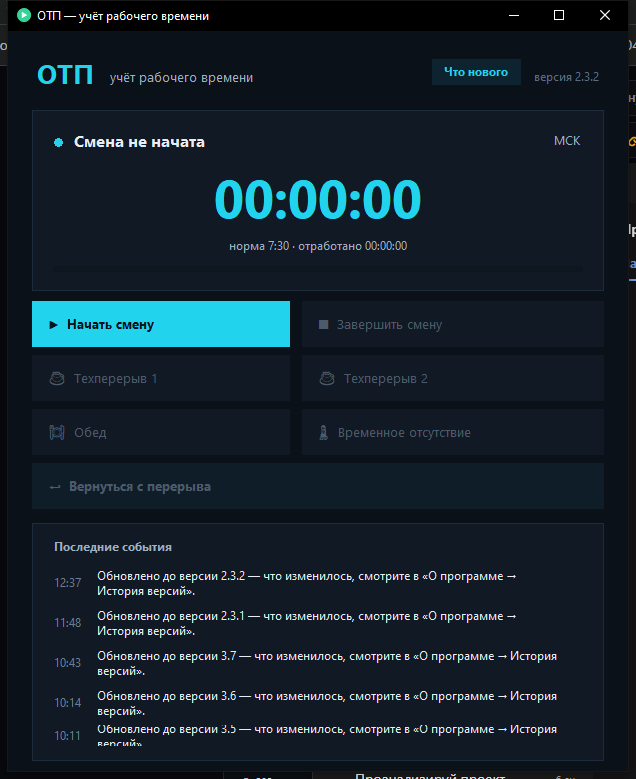 ОТП — учёт рабочего времени
ОТП учёт рабочего времени Что нового версия 2.3.2
Смена не начата МСК
00:00:00
норма 7:30 · отработано 00:00:00
Начать смену Завершить смену
Техперерыв 1 Техперерыв 2
Обед Временное отсутствие
Вернуться с перерыва
Последние события
12:37 Обновлено до версии 2.3.2 — что изменилось, смотрите в «О программе →
История версий».
11:48 Обновлено до версии 2.3.1 — что изменилось, смотрите в «О программе →
История версий».
10:43 Обновлено до версии 3.7 — что изменилось, смотрите в «О программе → История
версий».
10:14 Обновлено до версии 3.6 — что изменилось, смотрите в «О программе → История
версий».
10:11 Обновлено до версии 3.5 — что изменилось, смотрите в «О программе → История
версий».